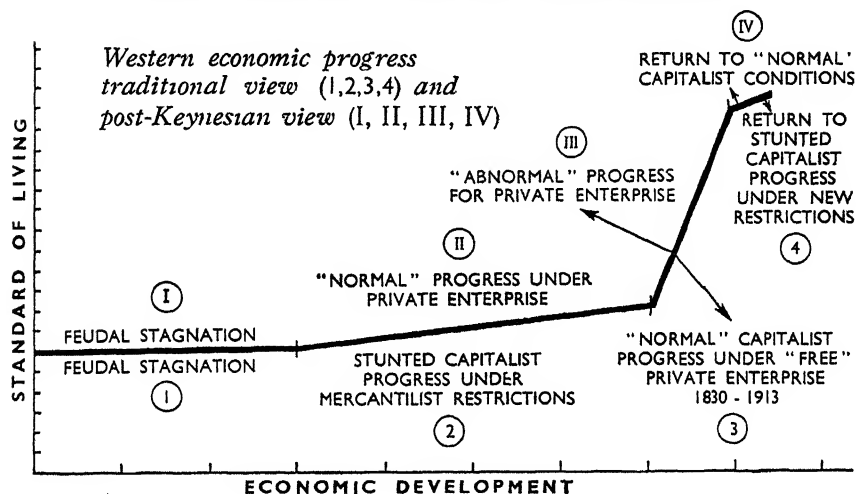 Western economic progress
traditional view (1,2,3,4) and
post-Keynesian view (I, II, III, IV)
IV
RETURN TO "NORMAL'
CAPITALIST CONDITIONS
RETURN TO
STUNTED
CAPITALIST
PROGRESS
UNDER NEW
RESTRICTIONS
4
III
"ABNORMAL" PROGRESS
FOR PRIVATE ENTERPRISE
II
"NORMAL" PROGRESS UNDER
PRIVATE ENTERPRISE
I
FEUDAL STAGNATION
FEUDAL STAGNATION
1
STUNTED CAPITALIST
PROGRESS UNDER
MERCANTILIST RESTRICTIONS
2
"NORMAL" CAPITALIST
PROGRESS UNDER "FREE"
PRIVATE ENTERPRISE
1830 - 1913
3
STANDARD OF LIVING
ECONOMIC DEVELOPMENT